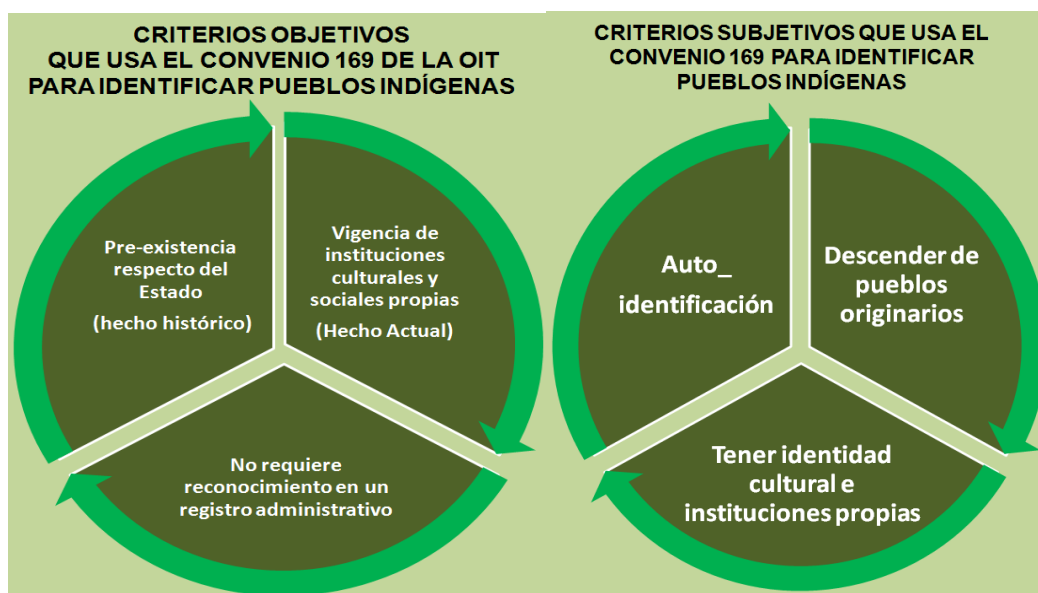 CRITERIOS OBJETIVOS
QUE USA EL CONVENIO 169 DE LA OIT
PARA IDENTIFICAR PUEBLOS INDÍGENAS
Pre-existencia
respecto del
Estado
(hecho histórico)
Vigencia de
instituciones
culturales y
sociales propias
(Hecho Actual)
No requiere
reconocimiento en un
registro administrativo
CRITERIOS SUBJETIVOS QUE USA EL
CONVENIO 169 PARA IDENTIFICAR
PUEBLOS INDÍGENAS
Auto_
identificación
Descender de
pueblos
originarios
Tener identidad
cultural e
instituciones propias